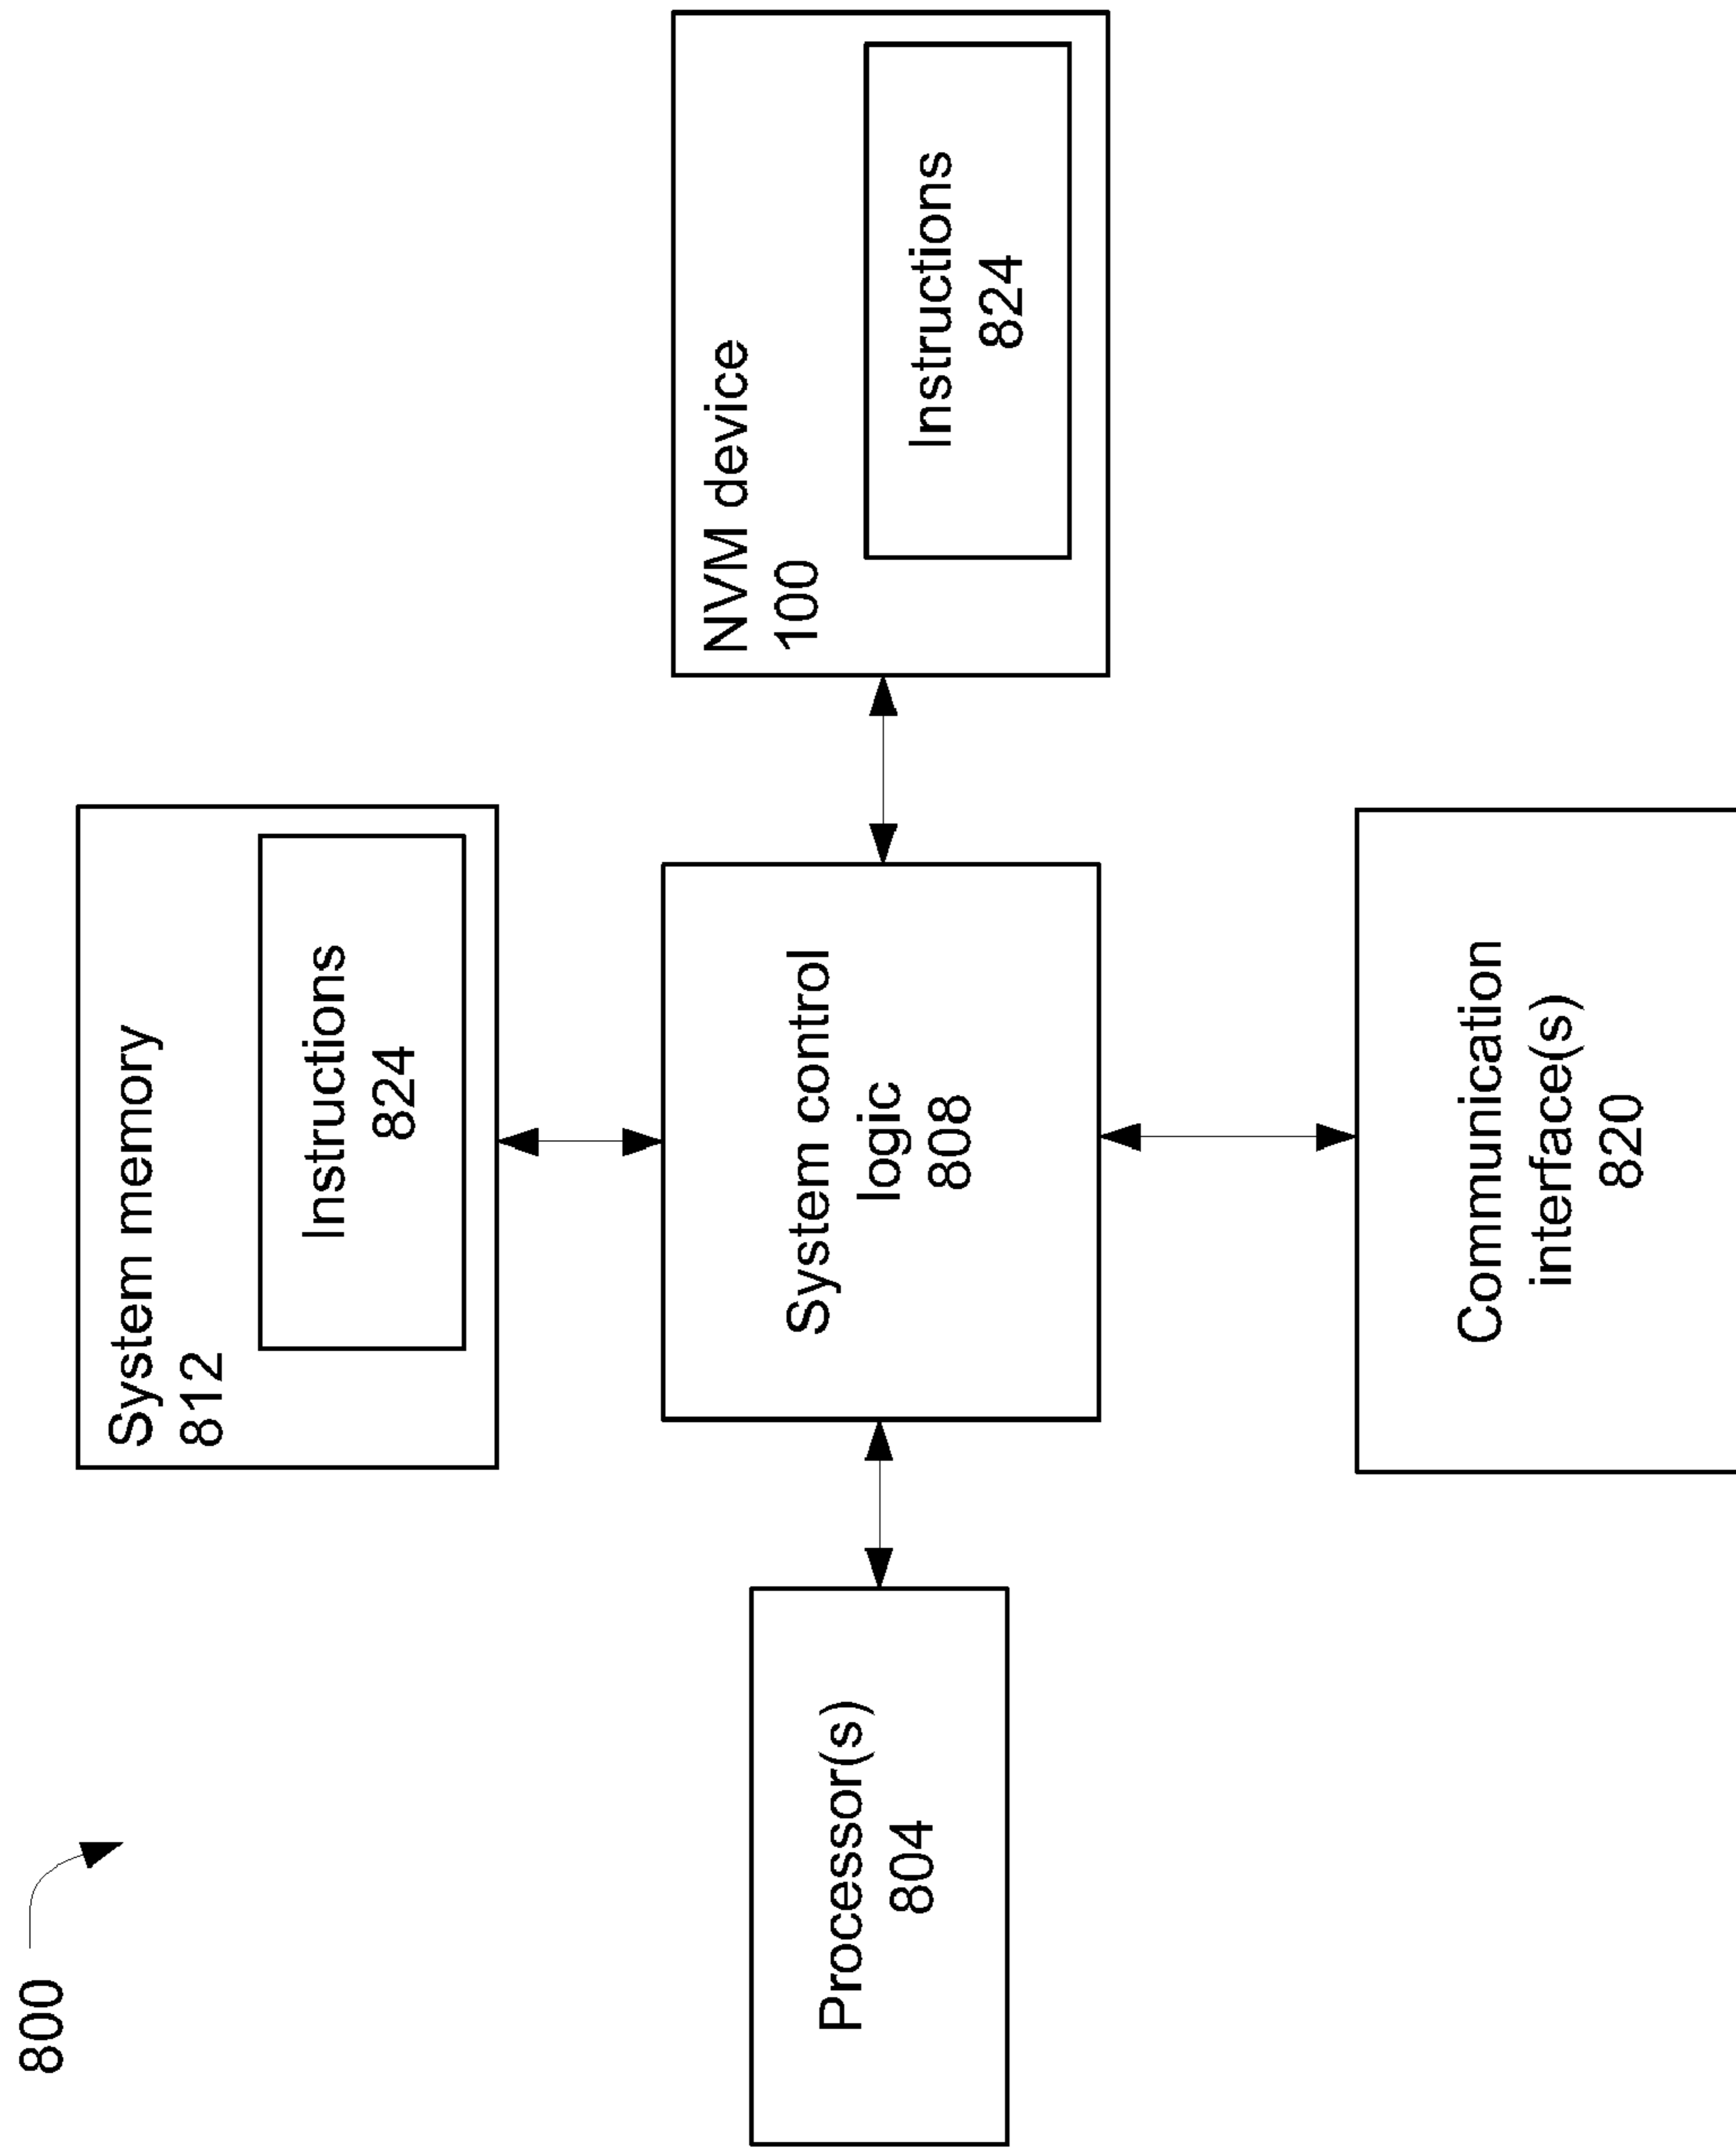 800
System memory
812
Instructions
824
Processor(s)
804
System control
logic
808
NVM device
100
Instructions
824
Communication
interface(s)
820